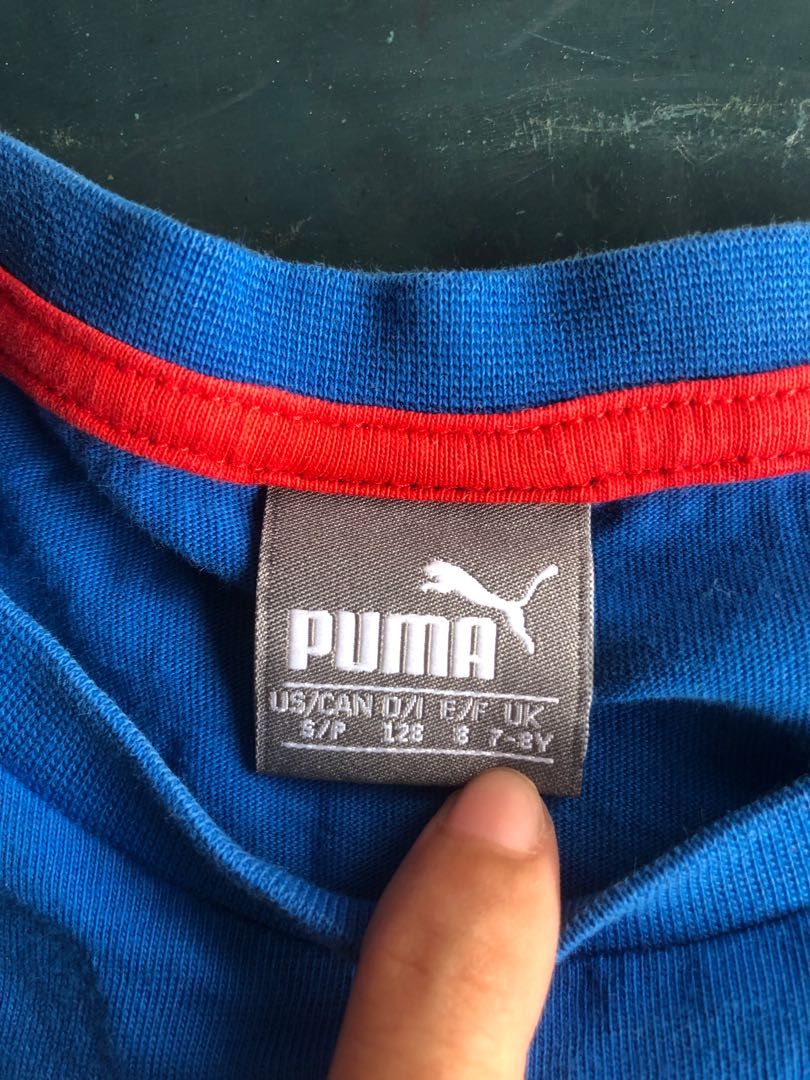 PUMA
US/CAN D/I E/F UK
S/P 128 8 7-8Y